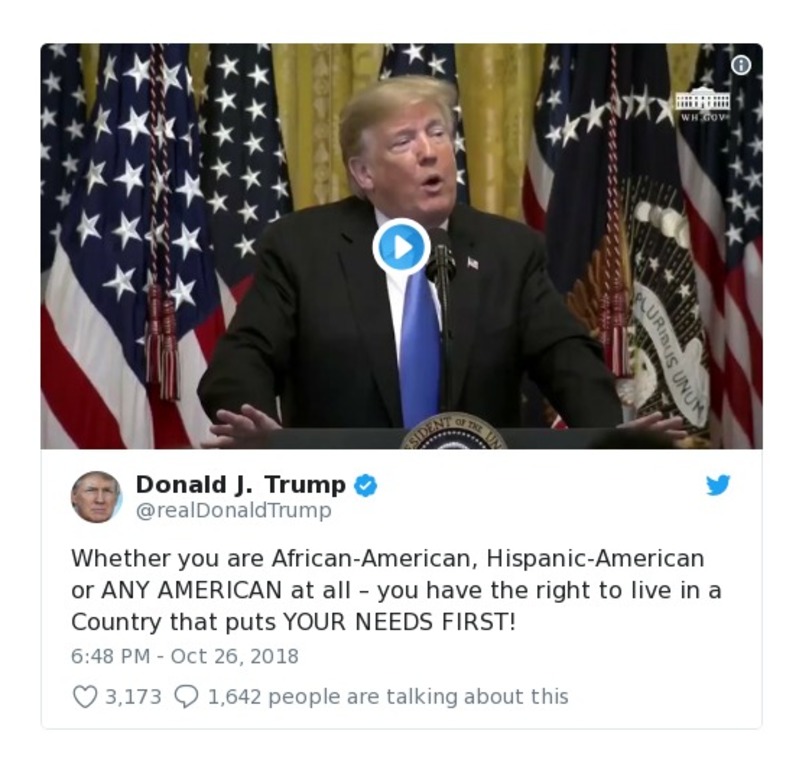 WH.GOV
PLURIBUS UNUM
SIDENT OF THE UN
Donald J. Trump
@realDonaldTrump
Whether you are African-American, Hispanic-American
or ANY AMERICAN at all – you have the right to live in a
Country that puts YOUR NEEDS FIRST!
6:48 PM - Oct 26, 2018
3,173 1,642 people are talking about this